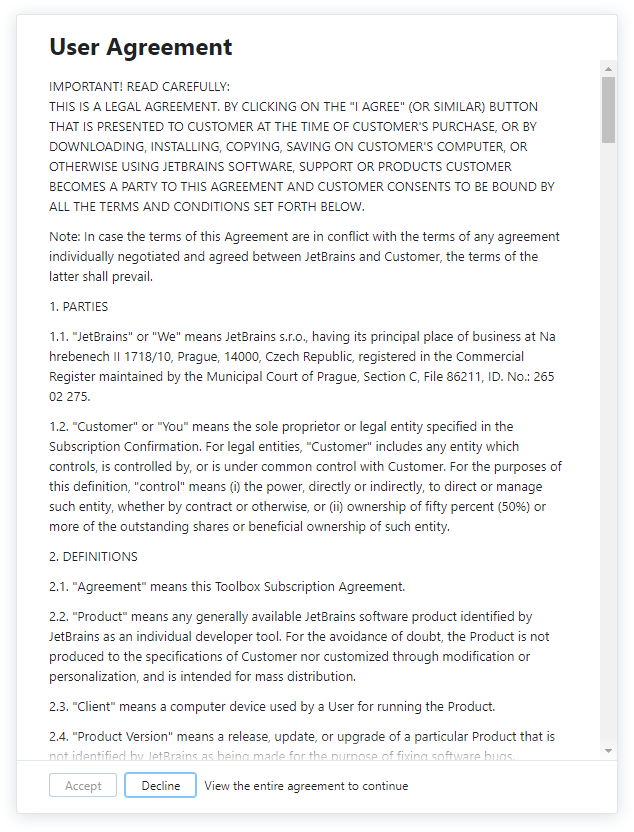 User Agreement
IMPORTANT! READ CAREFULLY:
THIS IS A LEGAL AGREEMENT. BY CLICKING ON THE "I AGREE" (OR SIMILAR) BUTTON
THAT IS PRESENTED TO CUSTOMER AT THE TIME OF CUSTOMER'S PURCHASE, OR BY
DOWNLOADING, INSTALLING, COPYING, SAVING ON CUSTOMER'S COMPUTER, OR
OTHERWISE USING JETBRAINS SOFTWARE, SUPPORT OR PRODUCTS CUSTOMER
BECOMES A PARTY TO THIS AGREEMENT AND CUSTOMER CONSENTS TO BE BOUND BY
ALL THE TERMS AND CONDITIONS SET FORTH BELOW.
Note: In case the terms of this Agreement are in conflict with the terms of any agreement
individually negotiated and agreed between JetBrains and Customer, the terms of the
latter shall prevail.
1. PARTIES
1.1. "JetBrains" or "We" means JetBrains s.r.o., having its principal place of business at Na
hrebenech II 1718/10, Prague, 14000, Czech Republic, registered in the Commercial
Register maintained by the Municipal Court of Prague, Section C, File 86211, ID. No.: 265
02 275.
1.2. "Customer" or "You" means the sole proprietor or legal entity specified in the
Subscription Confirmation. For legal entities, "Customer" includes any entity which
controls, is controlled by, or is under common control with Customer. For the purposes of
this definition, "control" means (i) the power, directly or indirectly, to direct or manage
such entity, whether by contract or otherwise, or (ii) ownership of fifty percent (50%) or
more of the outstanding shares or beneficial ownership of such entity.
2. DEFINITIONS
2.1. "Agreement" means this Toolbox Subscription Agreement.
2.2. "Product" means any generally available JetBrains software product identified by
JetBrains as an individual developer tool. For the avoidance of doubt, the Product is not
produced to the specifications of Customer nor customized through modification or
personalization, and is intended for mass distribution.
2.3. "Client" means a computer device used by a User for running the Product.
2.4. "Product Version" means a release, update, or upgrade of a particular Product that is
not identified by JetBrains as being made for the purpose of fixing software bugs.
Accept Decline View the entire agreement to continue